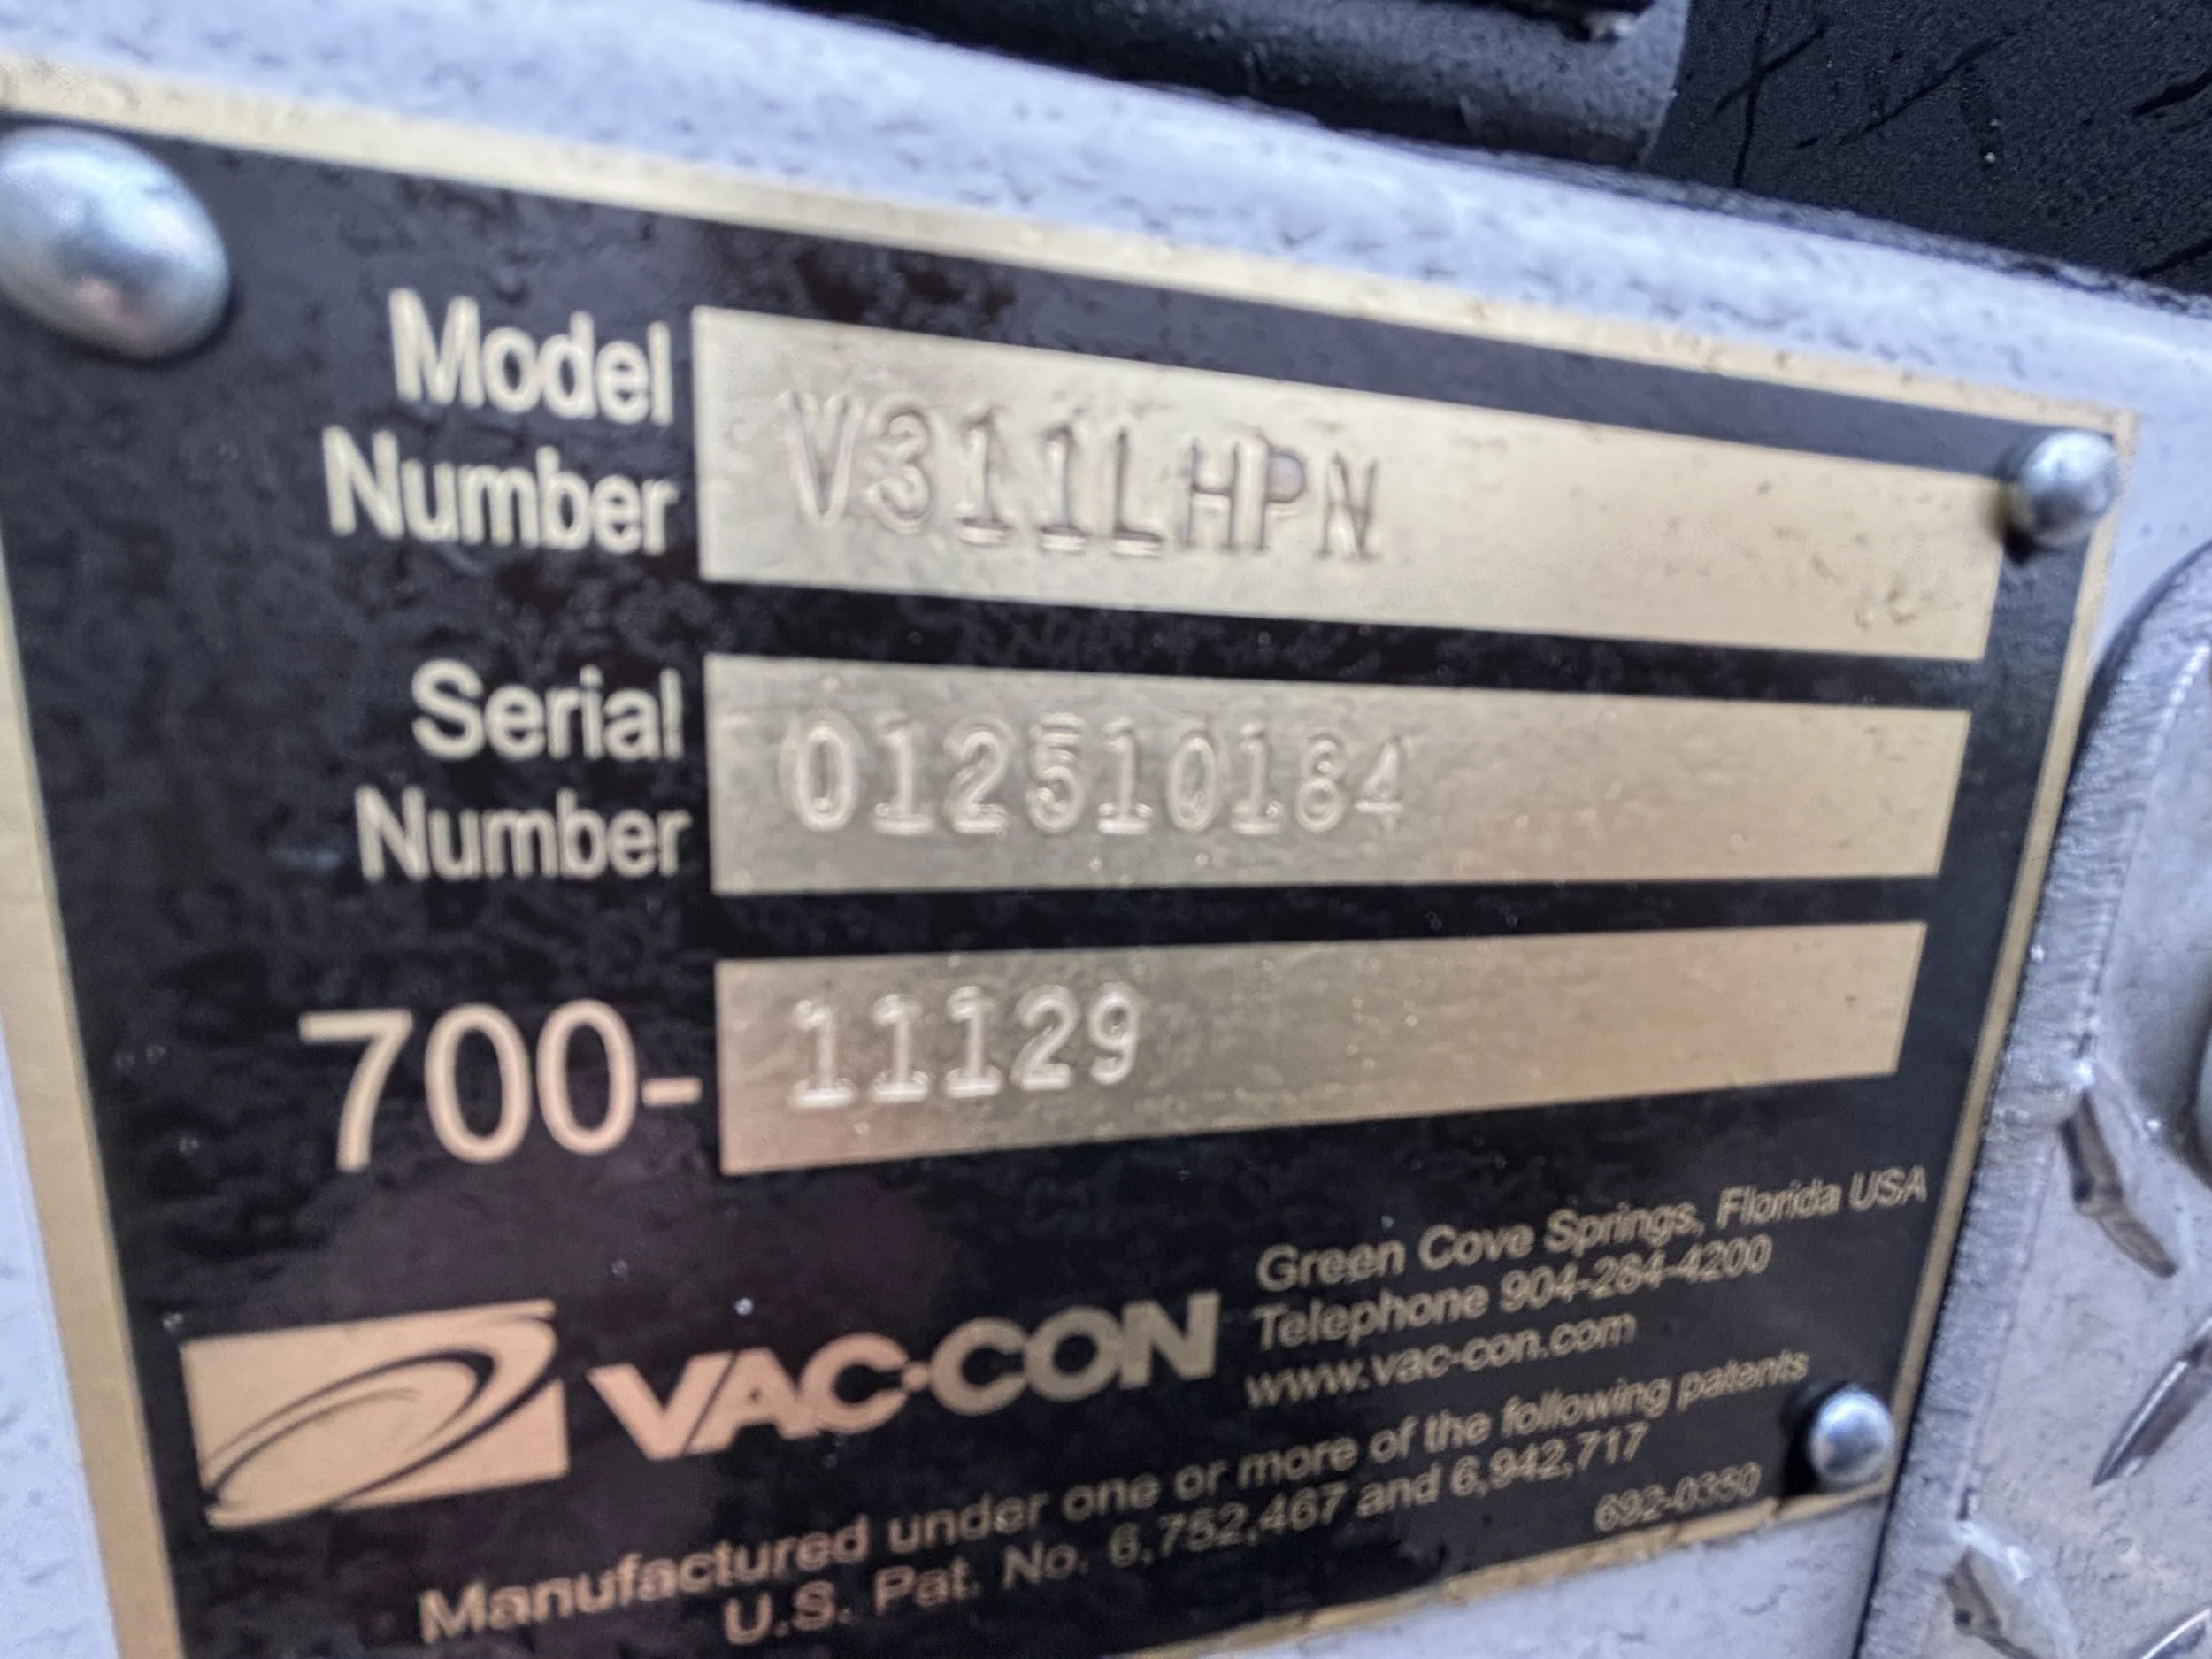 Model
Number
V311LHPN
Serial
Number
012510184
700-
11129
VAC·CON
Green Cove Springs, Florida USA
Telephone 904-284-4200
www.vac-con.com
Manufactured under one or more of the following patents
U.S. Pat. No. 6,752,467 and 6,942,717
692-0350